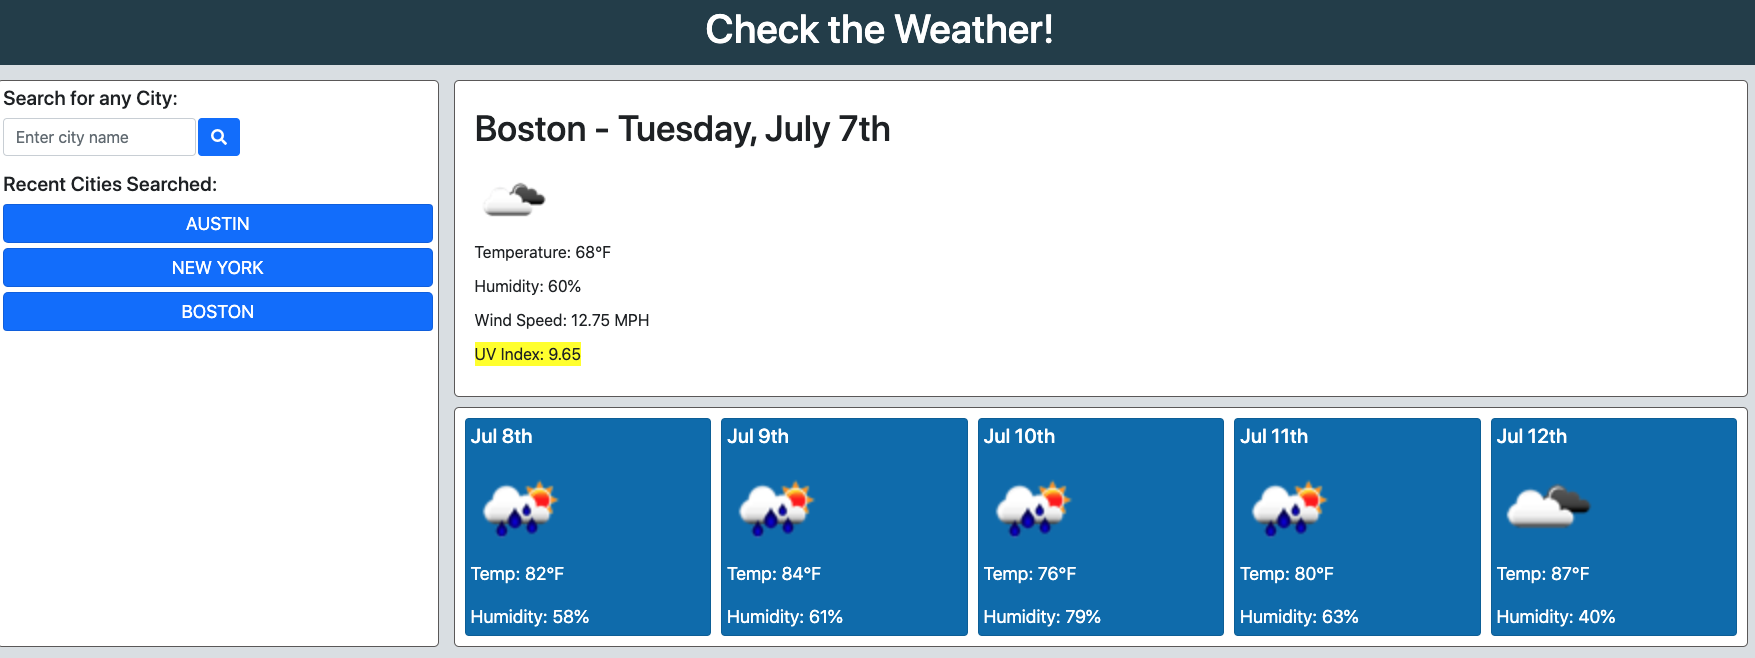 Check the Weather!
Search for any City:
Enter city name
Recent Cities Searched:
AUSTIN
NEW YORK
BOSTON
Boston - Tuesday, July 7th
Temperature: 68°F
Humidity: 60%
Wind Speed: 12.75 MPH
UV Index: 9.65
Jul 8th
Temp: 82°F
Humidity: 58%
Jul 9th
Temp: 84°F
Humidity: 61%
Jul 10th
Temp: 76°F
Humidity: 79%
Jul 11th
Temp: 80°F
Humidity: 63%
Jul 12th
Temp: 87°F
Humidity: 40%